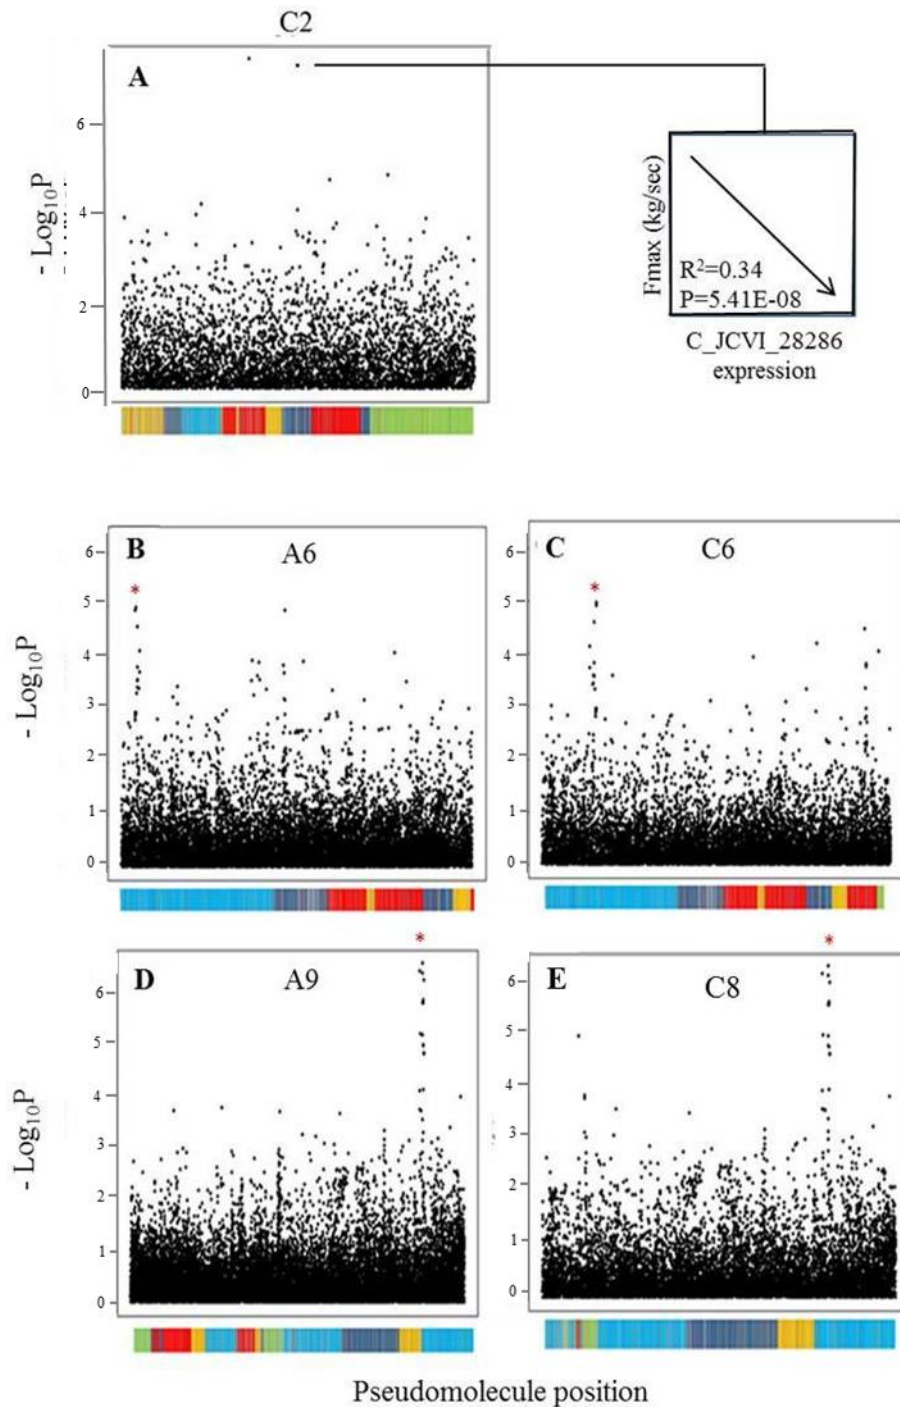 C2
A
6
4
2
0
- Log₁₀P
Fmax (kg/sec)
R²=0.34
P=5.41E-08
C_JCVI_28286
expression
B
A6
*
6
5
4
3
2
1
0
- Log₁₀P
C
C6
*
6
5
4
3
2
1
0
D
A9
*
6
5
4
3
2
1
0
- Log₁₀P
E
C8
*
6
5
4
3
2
1
0
Pseudomolecule position